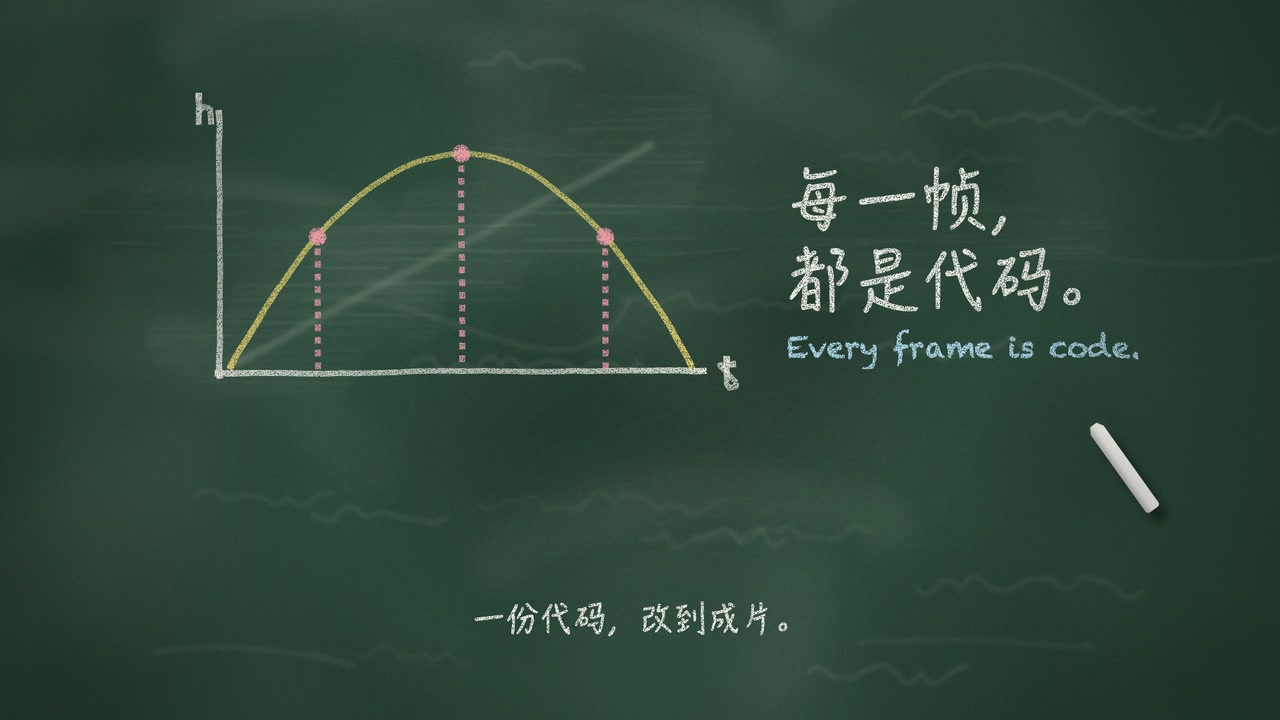 h
t
每一帧,
都是代码。
Every frame is code.
一份代码, 改到成片。